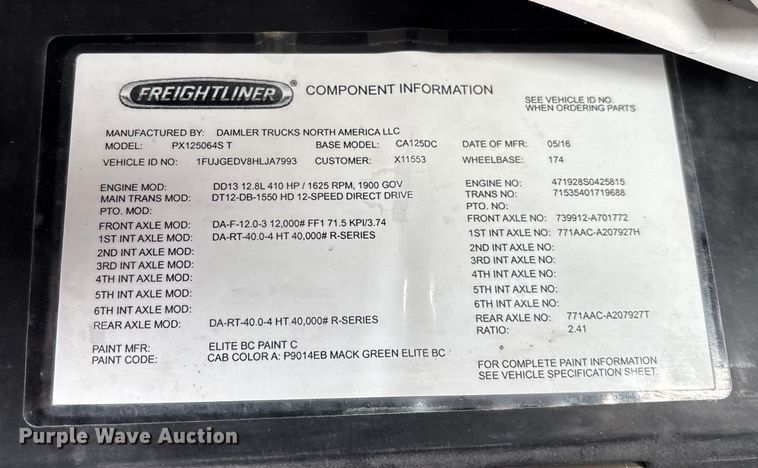 FREIGHTLINER ®
COMPONENT INFORMATION
SEE VEHICLE ID NO.
WHEN ORDERING PARTS
MANUFACTURED BY: DAIMLER TRUCKS NORTH AMERICA LLC
MODEL: PX125064S T BASE MODEL: CA125DC DATE OF MFR: 05/16
VEHICLE ID NO: 1FUJGEDV8HLJA7993 CUSTOMER: X11553 WHEELBASE: 174
ENGINE MOD: DD13 12.8L 410 HP / 1625 RPM, 1900 GOV ENGINE NO: 471928S0425815
MAIN TRANS MOD: DT12-DB-1550 HD 12-SPEED DIRECT DRIVE TRANS NO: 71535401719688
PTO. MOD: PTO. NO:
FRONT AXLE MOD: DA-F-12.0-3 12,000# FF1 71.5 KPI/3.74 FRONT AXLE NO: 739912-A701772
1ST INT AXLE MOD: DA-RT-40.0-4 HT 40,000# R-SERIES 1ST INT AXLE NO: 771AAC-A207927H
2ND INT AXLE MOD: 2ND INT AXLE NO:
3RD INT AXLE MOD: 3RD INT AXLE NO:
4TH INT AXLE MOD: 4TH INT AXLE NO:
5TH INT AXLE MOD: 5TH INT AXLE NO:
6TH INT AXLE MOD: 6TH INT AXLE NO:
REAR AXLE MOD: DA-RT-40.0-4 HT 40,000# R-SERIES REAR AXLE NO: 771AAC-A207927T
RATIO: 2.41
PAINT MFR: ELITE BC PAINT C
PAINT CODE: CAB COLOR A: P9014EB MACK GREEN ELITE BC
FOR COMPLETE PAINT INFORMATION
SEE VEHICLE SPECIFICATION SHEET.
Purple Wave Auction